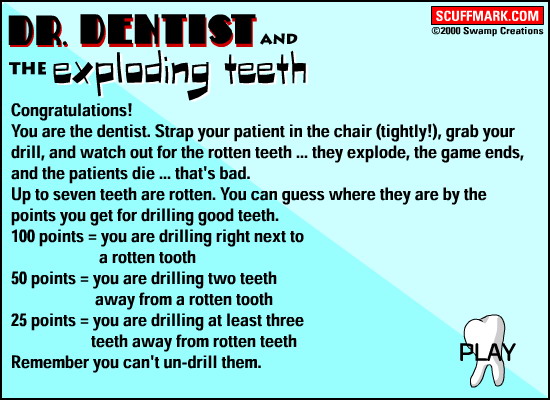 DR. DENTIST AND
THE exploding teeth
SCUFFMARK.COM
©2000 Swamp Creations
Congratulations!
You are the dentist. Strap your patient in the chair (tightly!), grab your
drill, and watch out for the rotten teeth ... they explode, the game ends,
and the patients die ... that's bad.
Up to seven teeth are rotten. You can guess where they are by the
points you get for drilling good teeth.
100 points = you are drilling right next to
a rotten tooth
50 points = you are drilling two teeth
away from a rotten tooth
25 points = you are drilling at least three
teeth away from rotten teeth
Remember you can't un-drill them.
PLAY